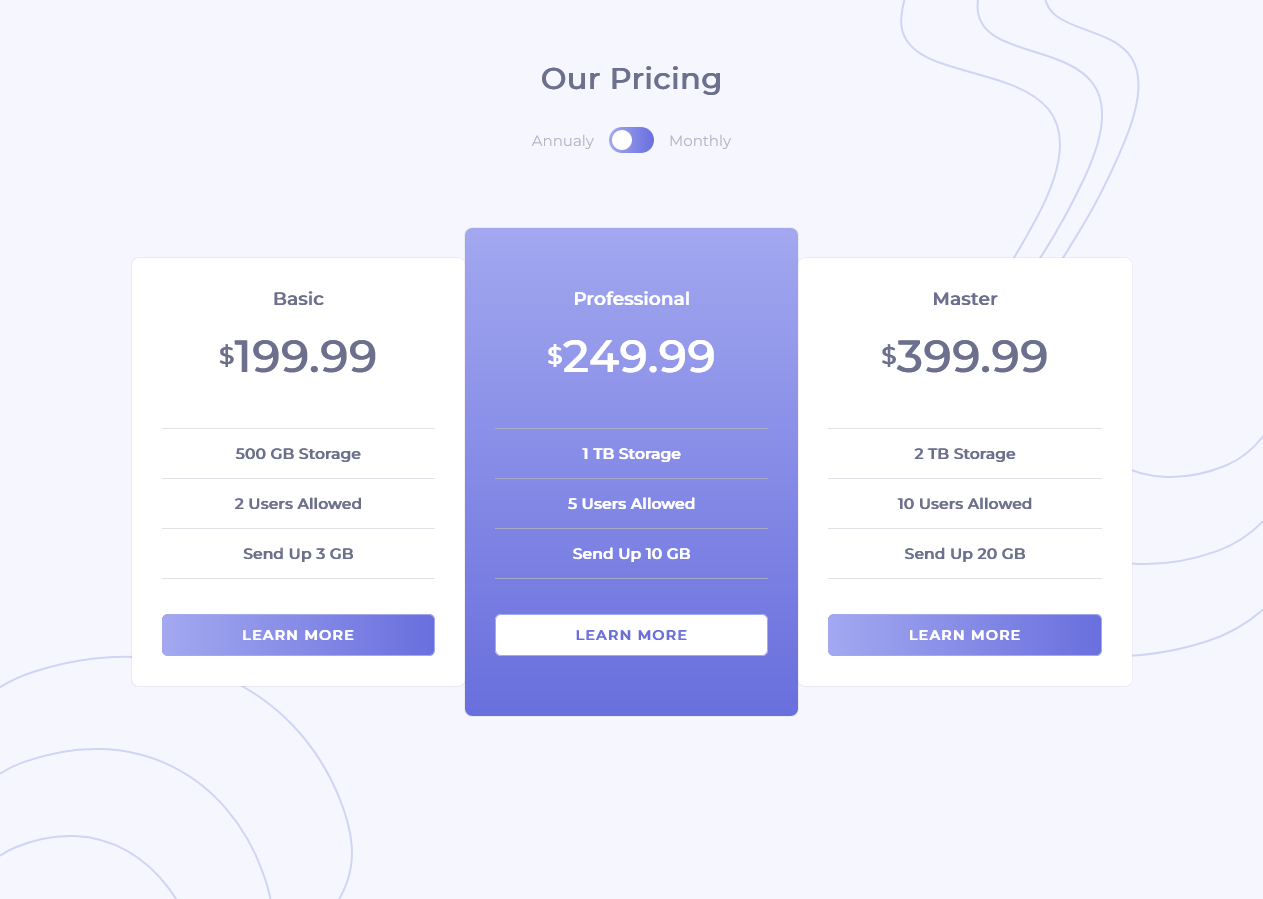 Our Pricing
Annualy Monthly
Basic
$199.99
500 GB Storage
2 Users Allowed
Send Up 3 GB
LEARN MORE
Professional
$249.99
1 TB Storage
5 Users Allowed
Send Up 10 GB
LEARN MORE
Master
$399.99
2 TB Storage
10 Users Allowed
Send Up 20 GB
LEARN MORE